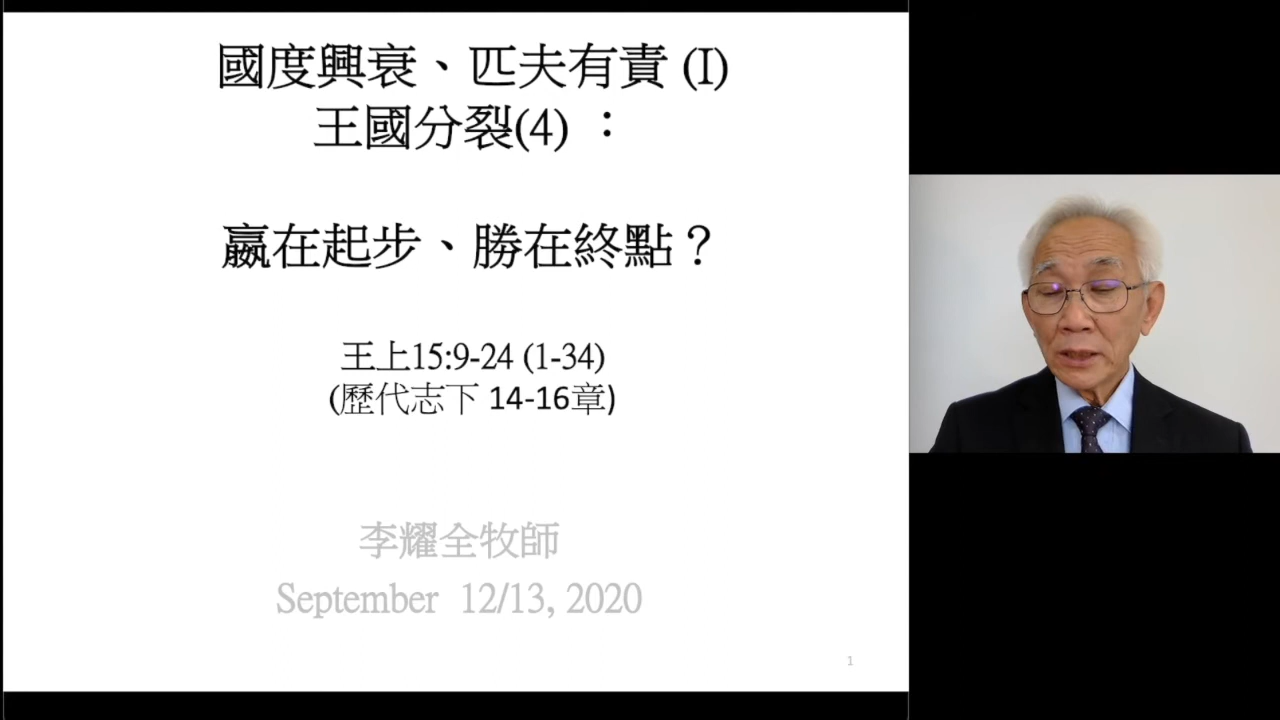 國度興衰、匹夫有責 (I)
王國分裂(4) ：
嬴在起步、勝在終點？
王上15:9-24 (1-34)
(歷代志下 14-16章)
李耀全牧師
September 12/13, 2020
1